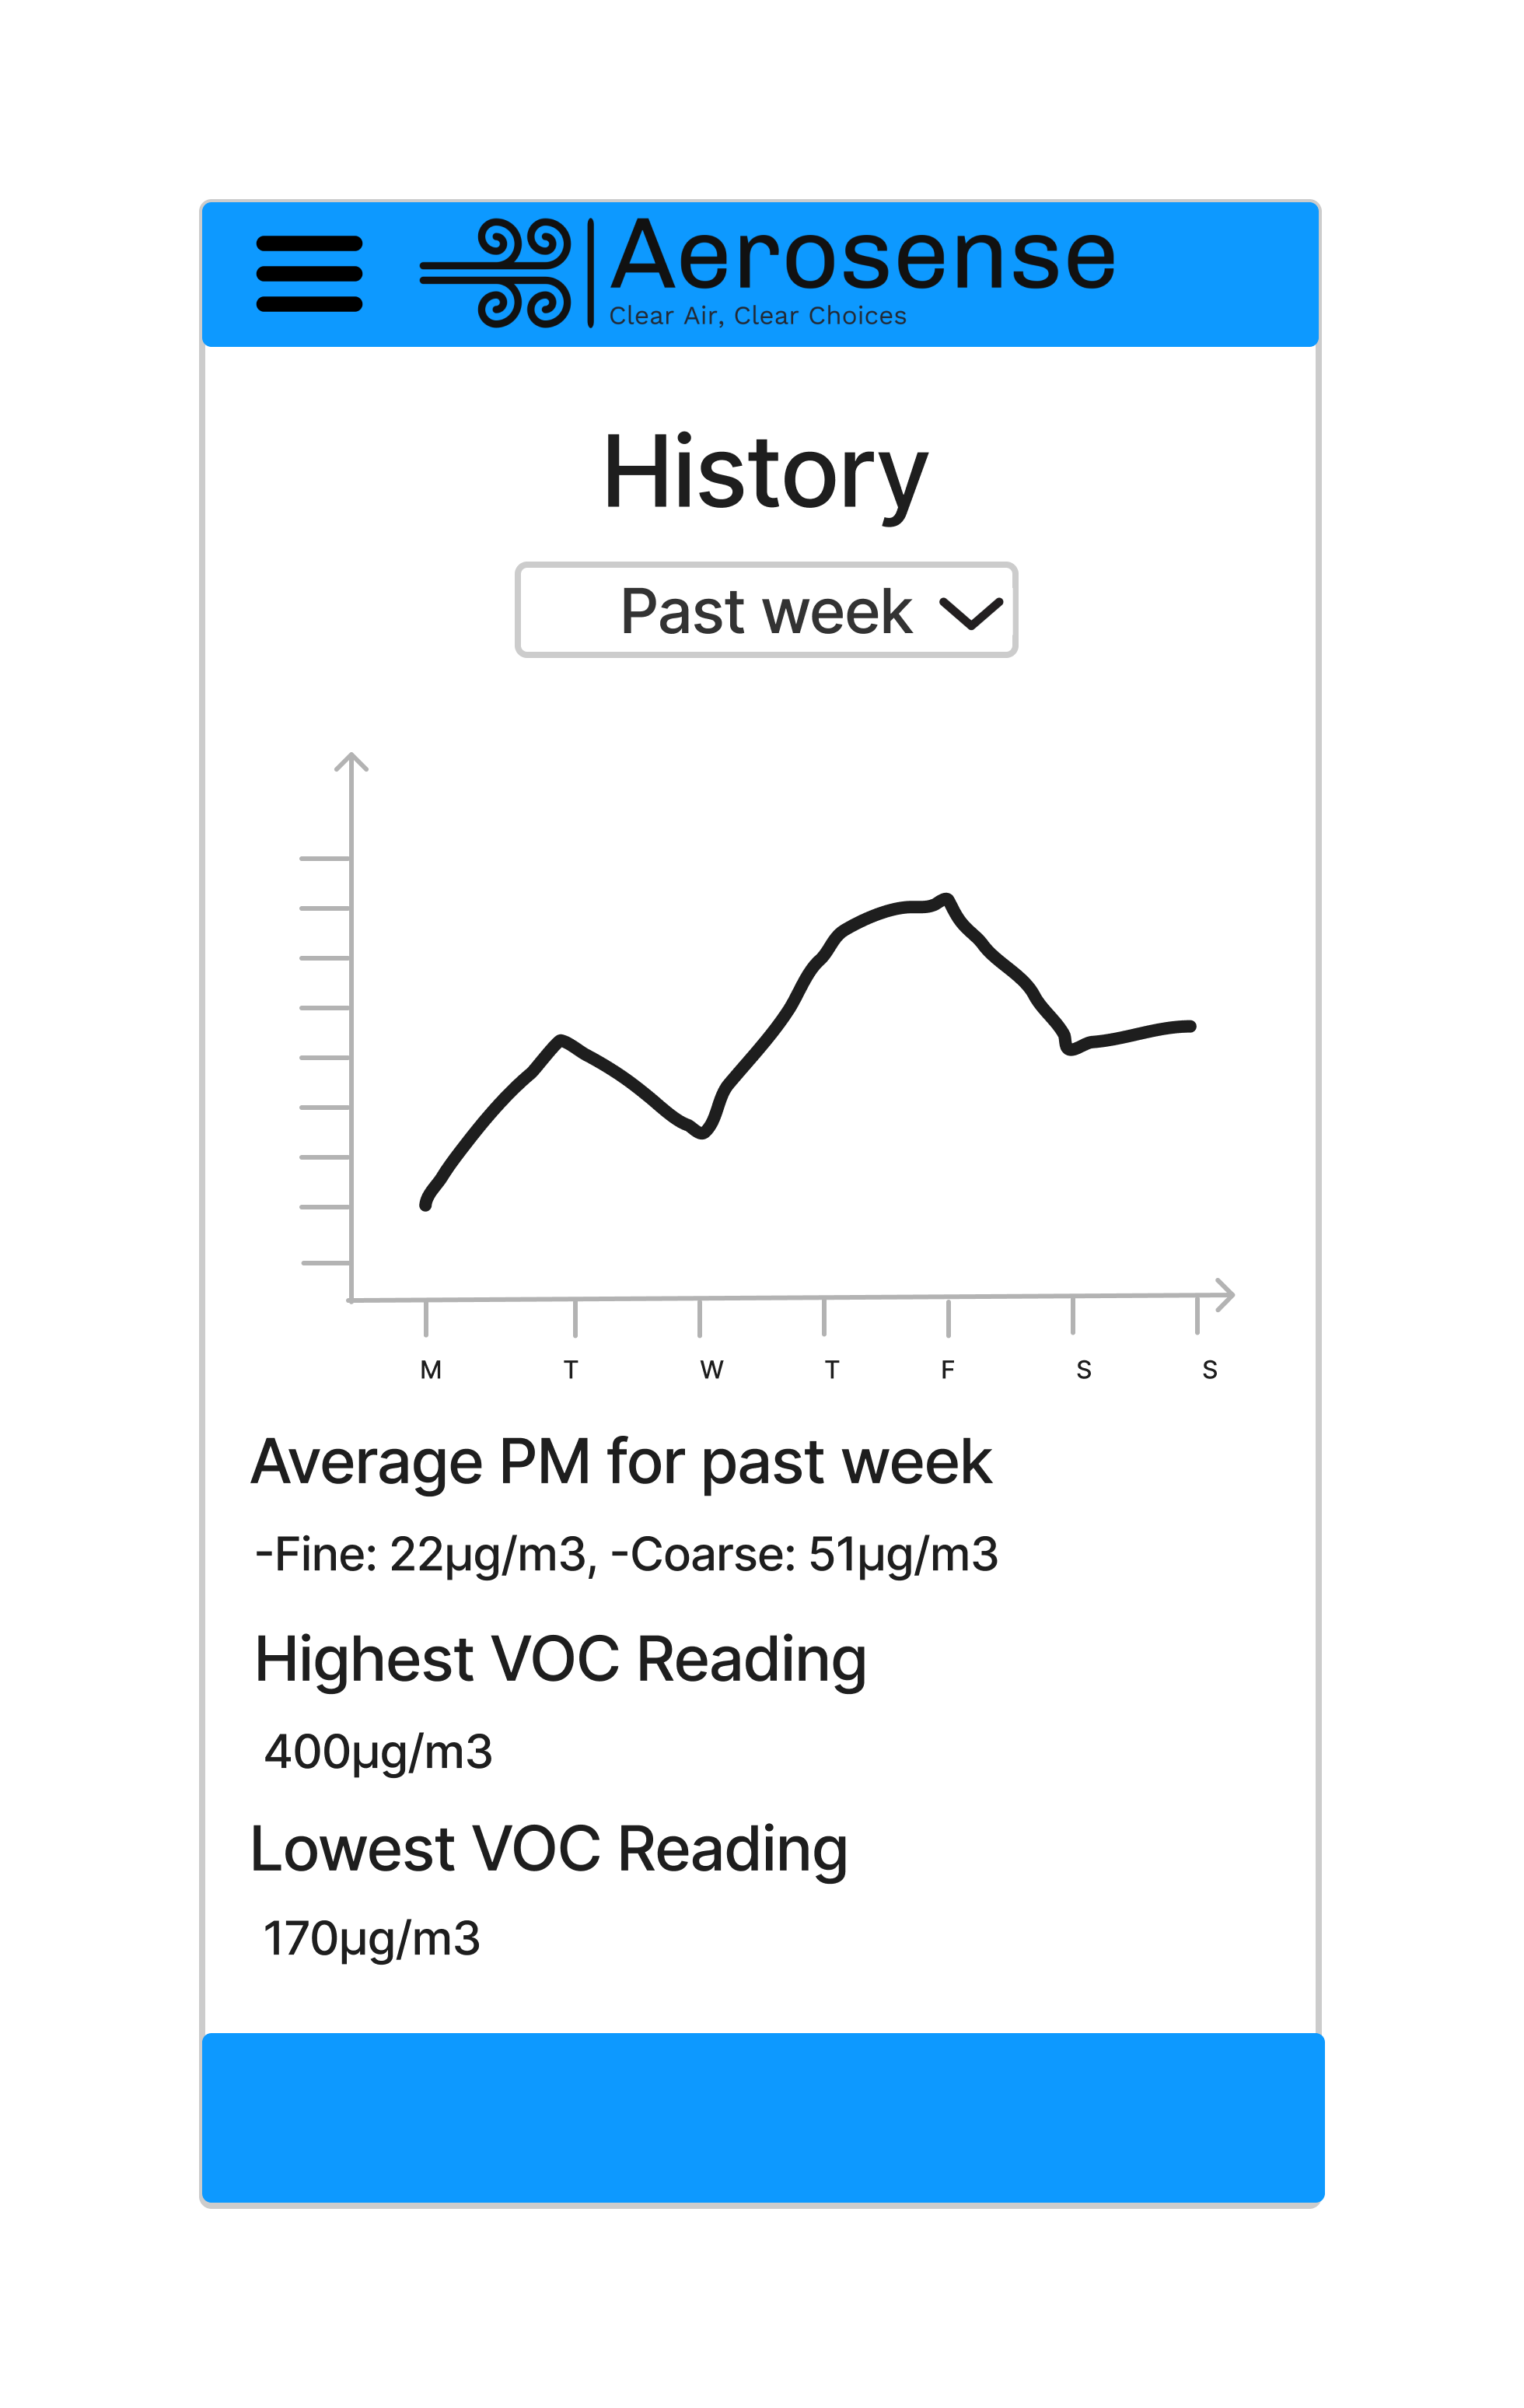 Aerosense
Clear Air, Clear Choices
History
Past week
M T W T F S S
Average PM for past week
-Fine: 22µg/m3, -Coarse: 51µg/m3
Highest VOC Reading
400µg/m3
Lowest VOC Reading
170µg/m3